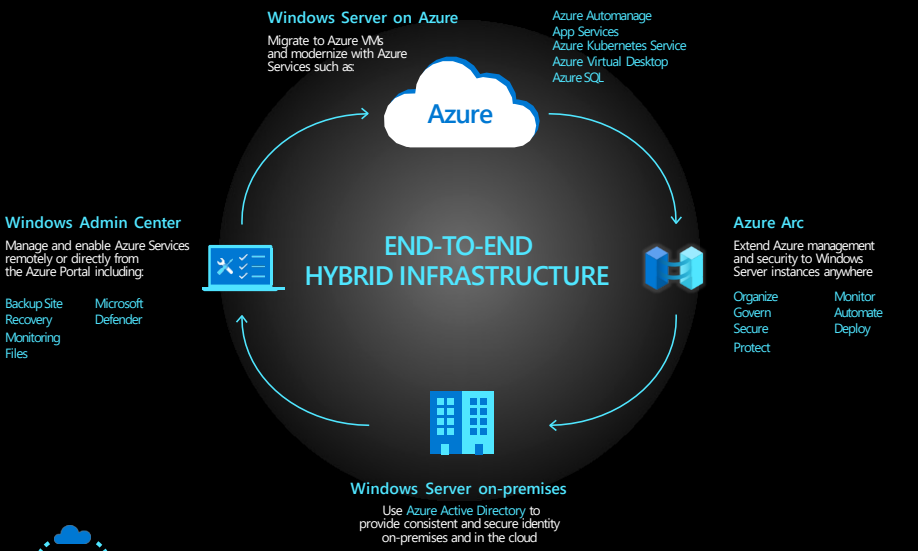 Windows Server on Azure
Migrate to Azure VMs
and modernize with Azure
Services such as:
Azure Automanage
App Services
Azure Kubernetes Service
Azure Virtual Desktop
Azure SQL
Azure
Windows Admin Center
Manage and enable Azure Services
remotely or directly from
the Azure Portal including:
Backup Site
Recovery
Monitoring
Files
Microsoft
Defender
END-TO-END
HYBRID INFRASTRUCTURE
Azure Arc
Extend Azure management
and security to Windows
Server instances anywhere
Organize
Govern
Secure
Protect
Monitor
Automate
Deploy
Windows Server on-premises
Use Azure Active Directory to
provide consistent and secure identity
on-premises and in the cloud